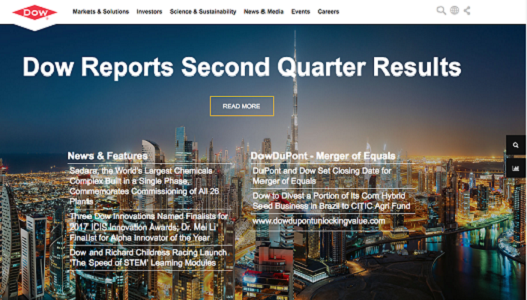 Dow
Markets & Solutions Investors Science & Sustainability News & Media Events Careers
Dow Reports Second Quarter Results
READ MORE
News & Features
Sadara, the World's Largest Chemicals
Complex Built in a Single Phase,
Commemorates Commissioning of All 26
Plants
Three Dow Innovations Named Finalists for
2017 ICIS Innovation Awards; Dr. Mei Li
Finalist for Alpha Innovator of the Year
Dow and Richard Childress Racing Launch
'The Speed of STEM' Learning Modules
DowDuPont - Merger of Equals
DuPont and Dow Set Closing Date for
Merger of Equals
Dow to Divest a Portion of Its Corn Hybrid
Seed Business in Brazil to CITIC Agri Fund
www.dowdupontunlockingvalue.com